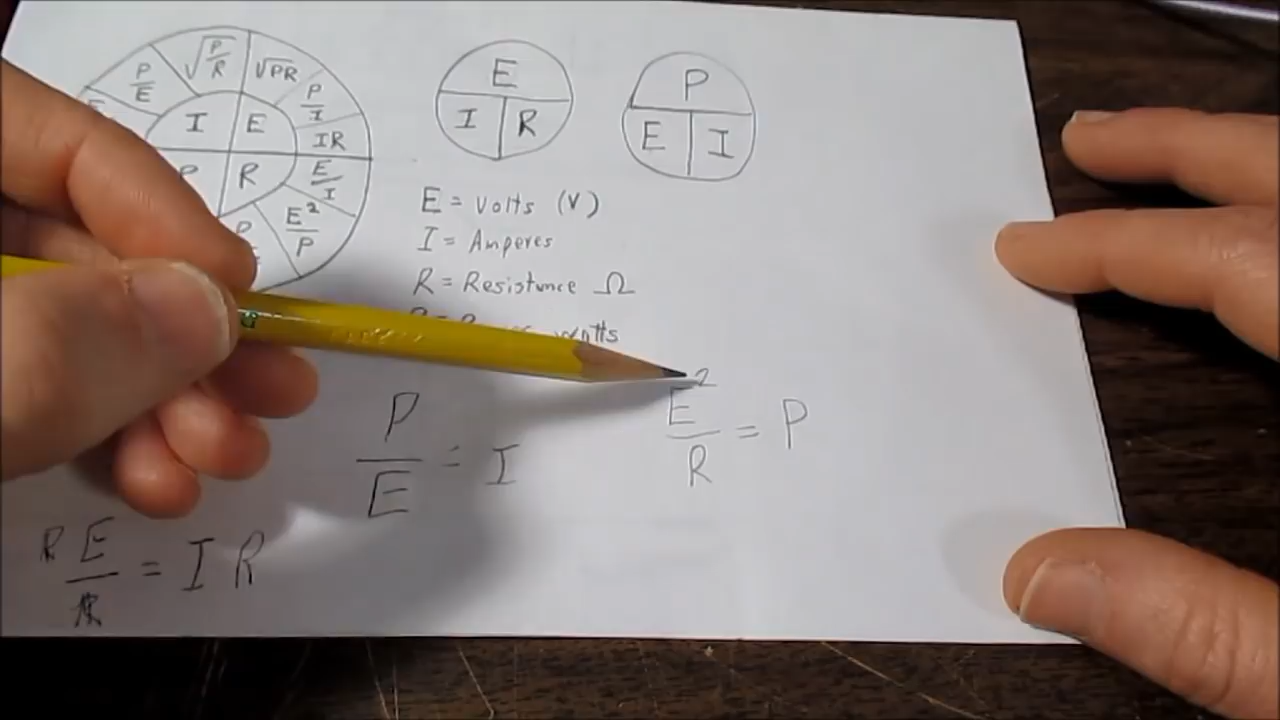 √P/R
√PR
P/E
P/I
E
I
E
IR
P
R
E/I
E²/P
P
E
I R
P
E I
E = Volts (V)
I = Amperes
R = Resistance Ω
watts
P/E = I
E²/R = P
R E/R = I R